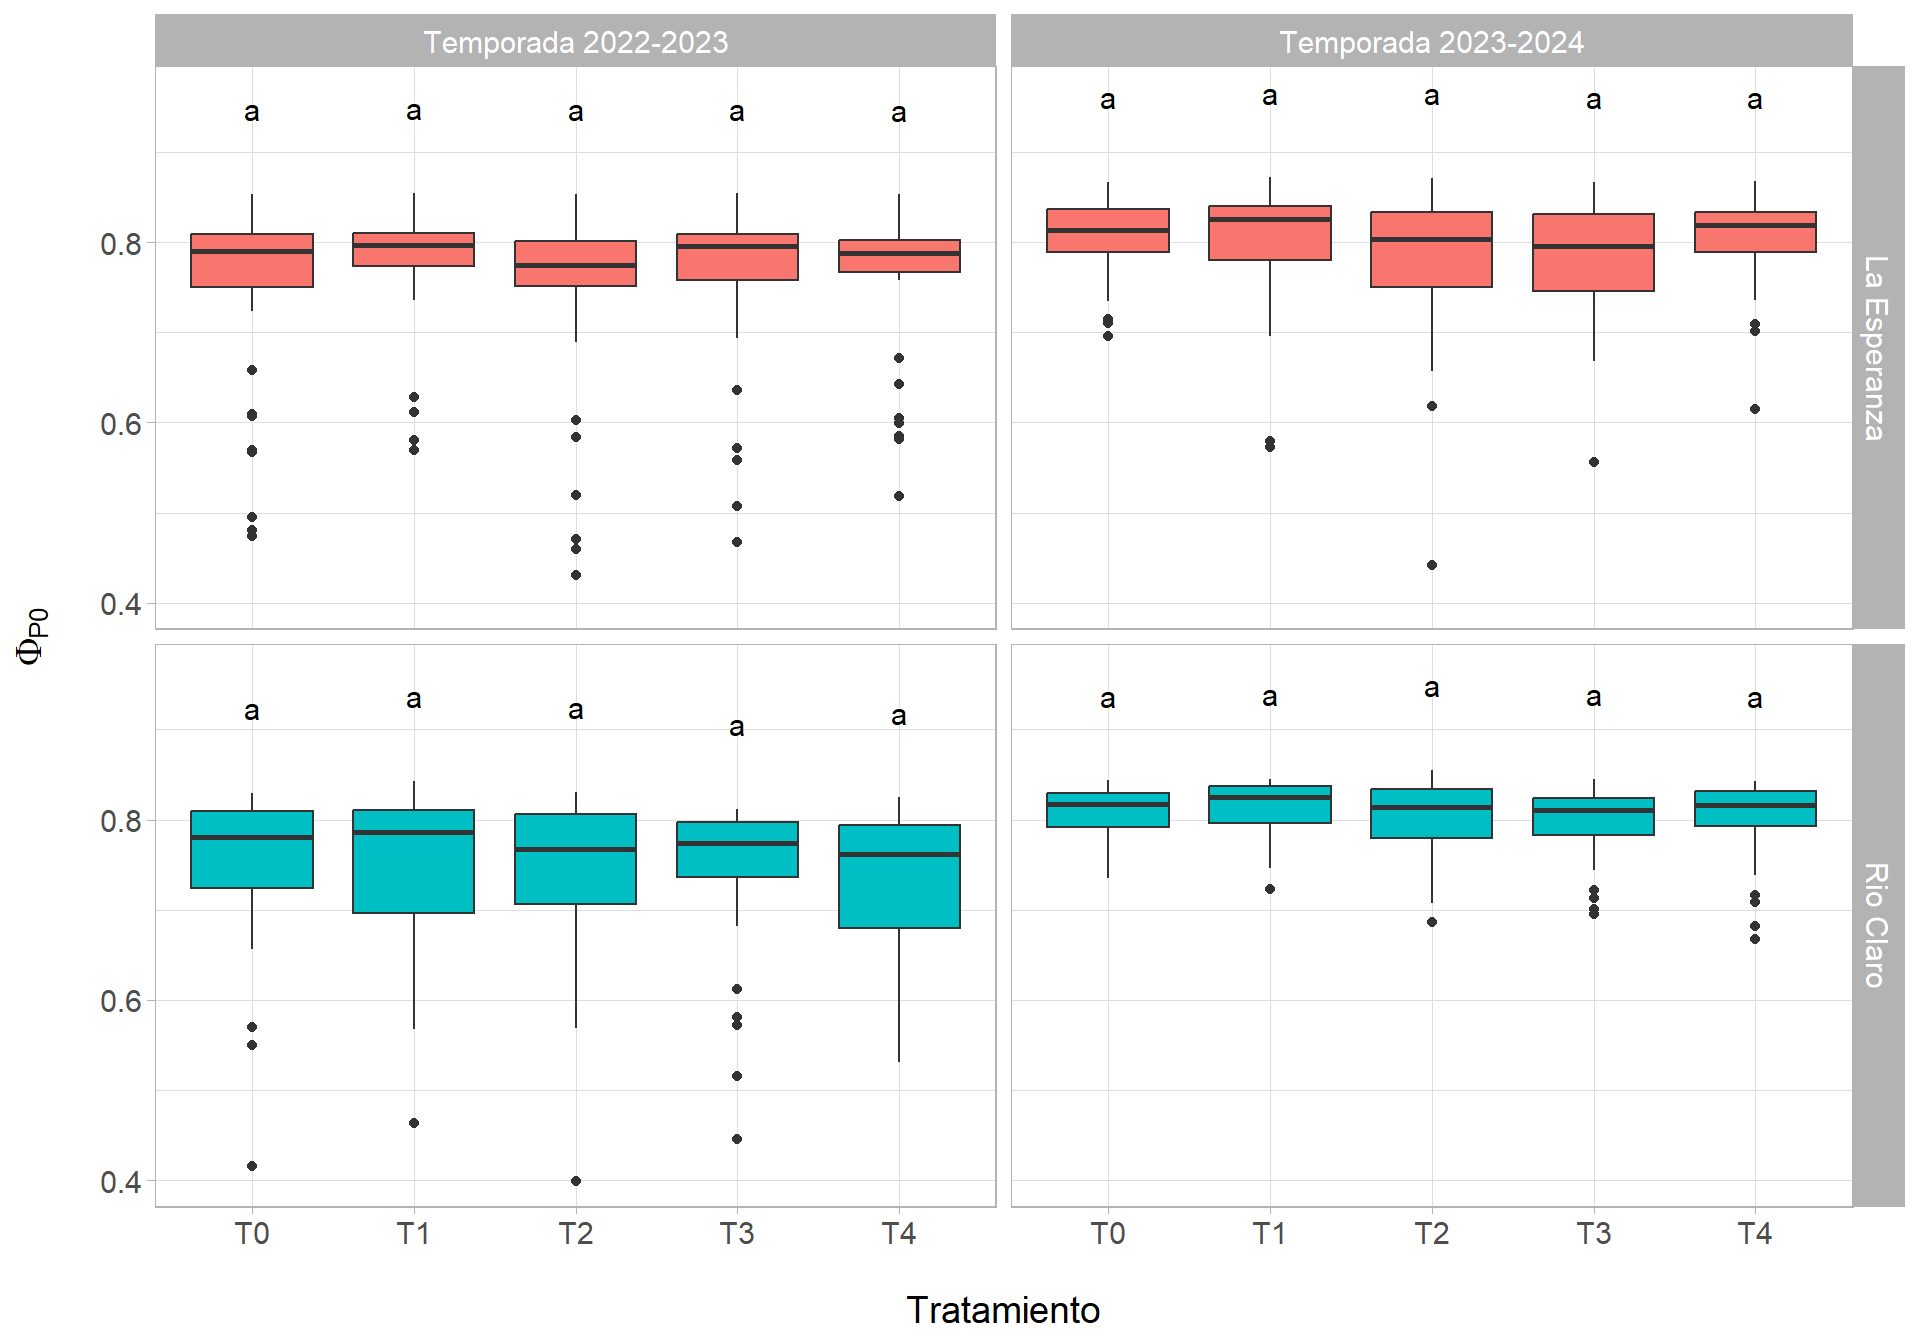 Temporada 2022-2023
Temporada 2023-2024
a a a a a
a a a a a
La Esperanza
0.8
0.6
0.4
ΦP0
a a a a a
a a a a a
Rio Claro
0.8
0.6
0.4
T0 T1 T2 T3 T4
T0 T1 T2 T3 T4
Tratamiento